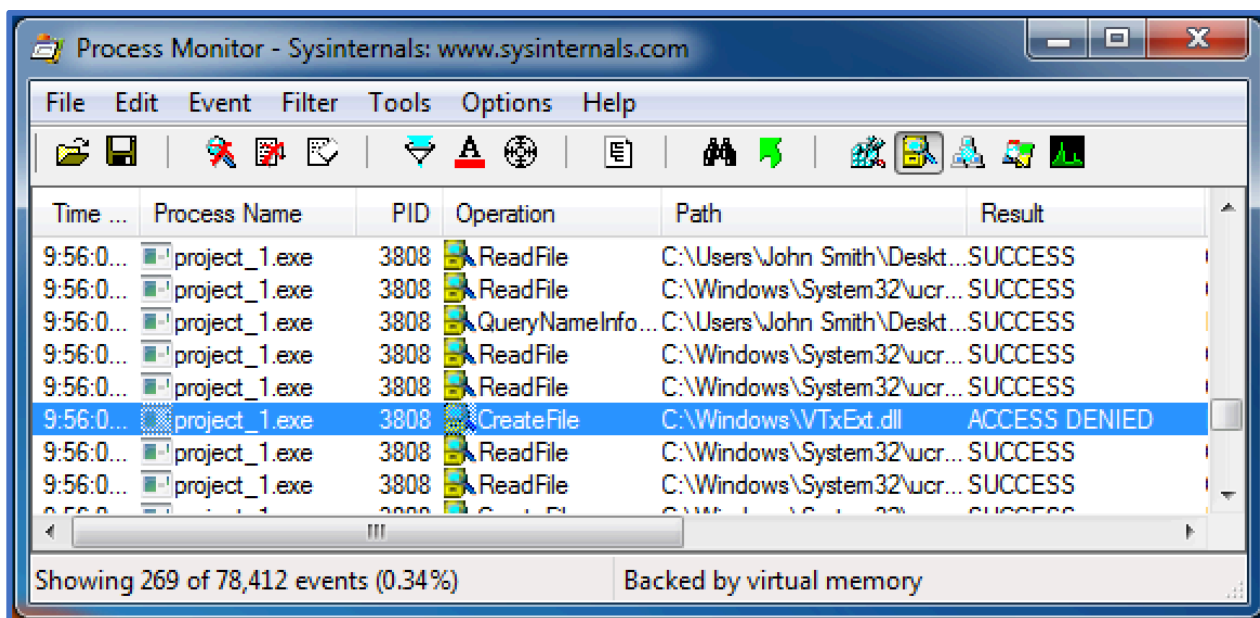 Process Monitor - Sysinternals: www.sysinternals.com
File Edit Event Filter Tools Options Help
Time ... Process Name PID Operation Path Result
9:56:0... project_1.exe 3808 ReadFile C:\Users\John Smith\Deskt... SUCCESS
9:56:0... project_1.exe 3808 ReadFile C:\Windows\System32\ucr... SUCCESS
9:56:0... project_1.exe 3808 QueryNameInfo... C:\Users\John Smith\Deskt... SUCCESS
9:56:0... project_1.exe 3808 ReadFile C:\Windows\System32\ucr... SUCCESS
9:56:0... project_1.exe 3808 ReadFile C:\Windows\System32\ucr... SUCCESS
9:56:0... project_1.exe 3808 CreateFile C:\Windows\VTxExt.dll ACCESS DENIED
9:56:0... project_1.exe 3808 ReadFile C:\Windows\System32\ucr... SUCCESS
9:56:0... project_1.exe 3808 ReadFile C:\Windows\System32\ucr... SUCCESS
Showing 269 of 78,412 events (0.34%) Backed by virtual memory